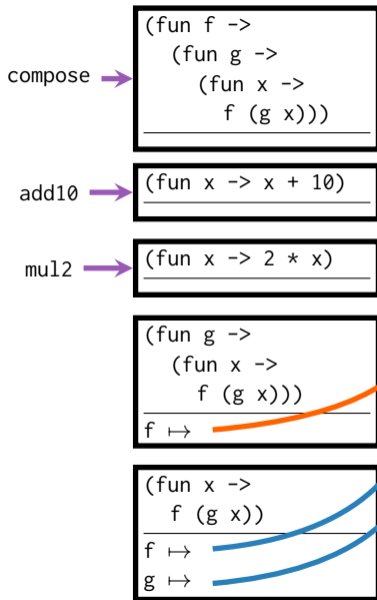 (fun f ->
(fun g ->
compose
(fun x ->
f (g x)))
add10
(fun x -> x + 10)
mul2
(fun x -> 2 * x)
(fun g ->
(fun x ->
f (g x)))
f ↦
(fun x ->
f (g x))
f ↦
g ↦